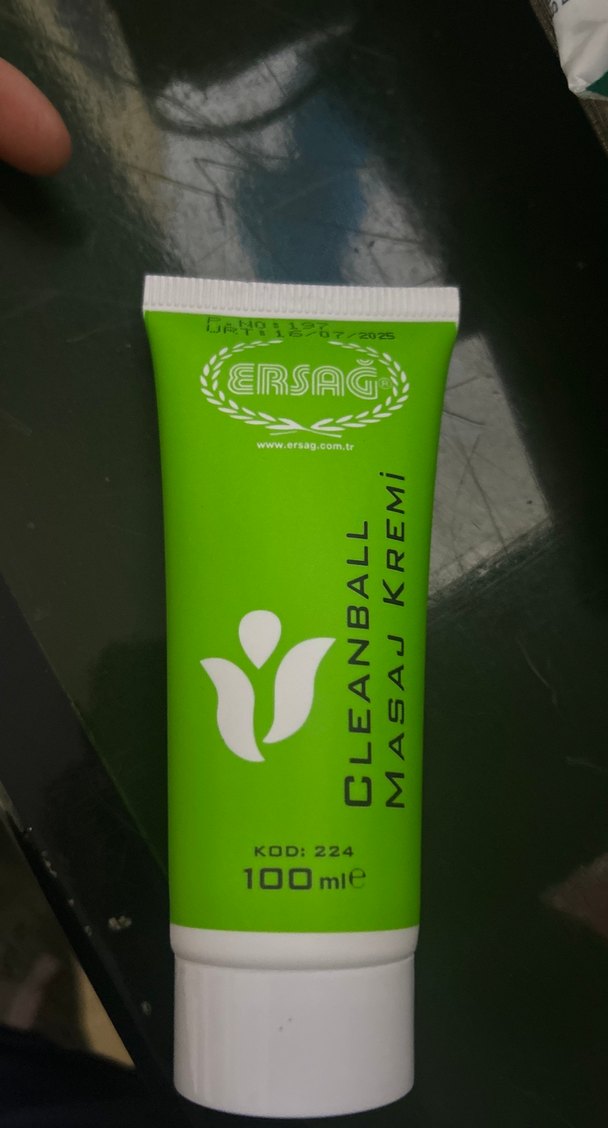 P.NO:197
ÜRT:16/07/2025
ERSAĞ®
www.ersag.com.tr
CLEANBALL
MASAJ KREMİ
KOD: 224
100 ml e